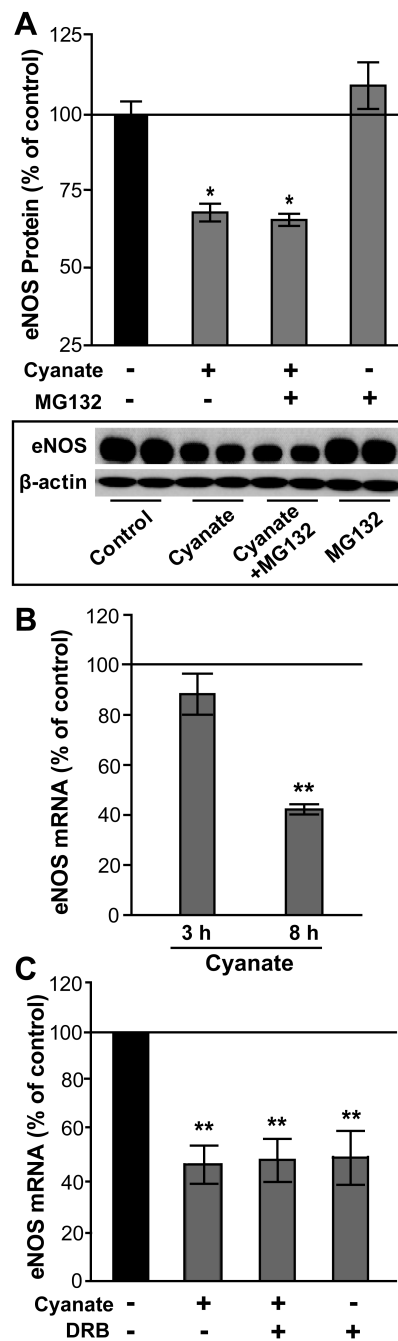 A
eNOS Protein (% of control)
125
100
75
50
25
Cyanate - + + -
MG132 - - + +
eNOS
β-actin
Control
Cyanate
Cyanate
+MG132
MG132
B
eNOS mRNA (% of control)
120
100
80
60
40
20
0
*
*
**
3 h 8 h
Cyanate
C
eNOS mRNA (% of control)
120
100
80
60
40
20
0
** ** **
Cyanate - + + -
DRB - - + +